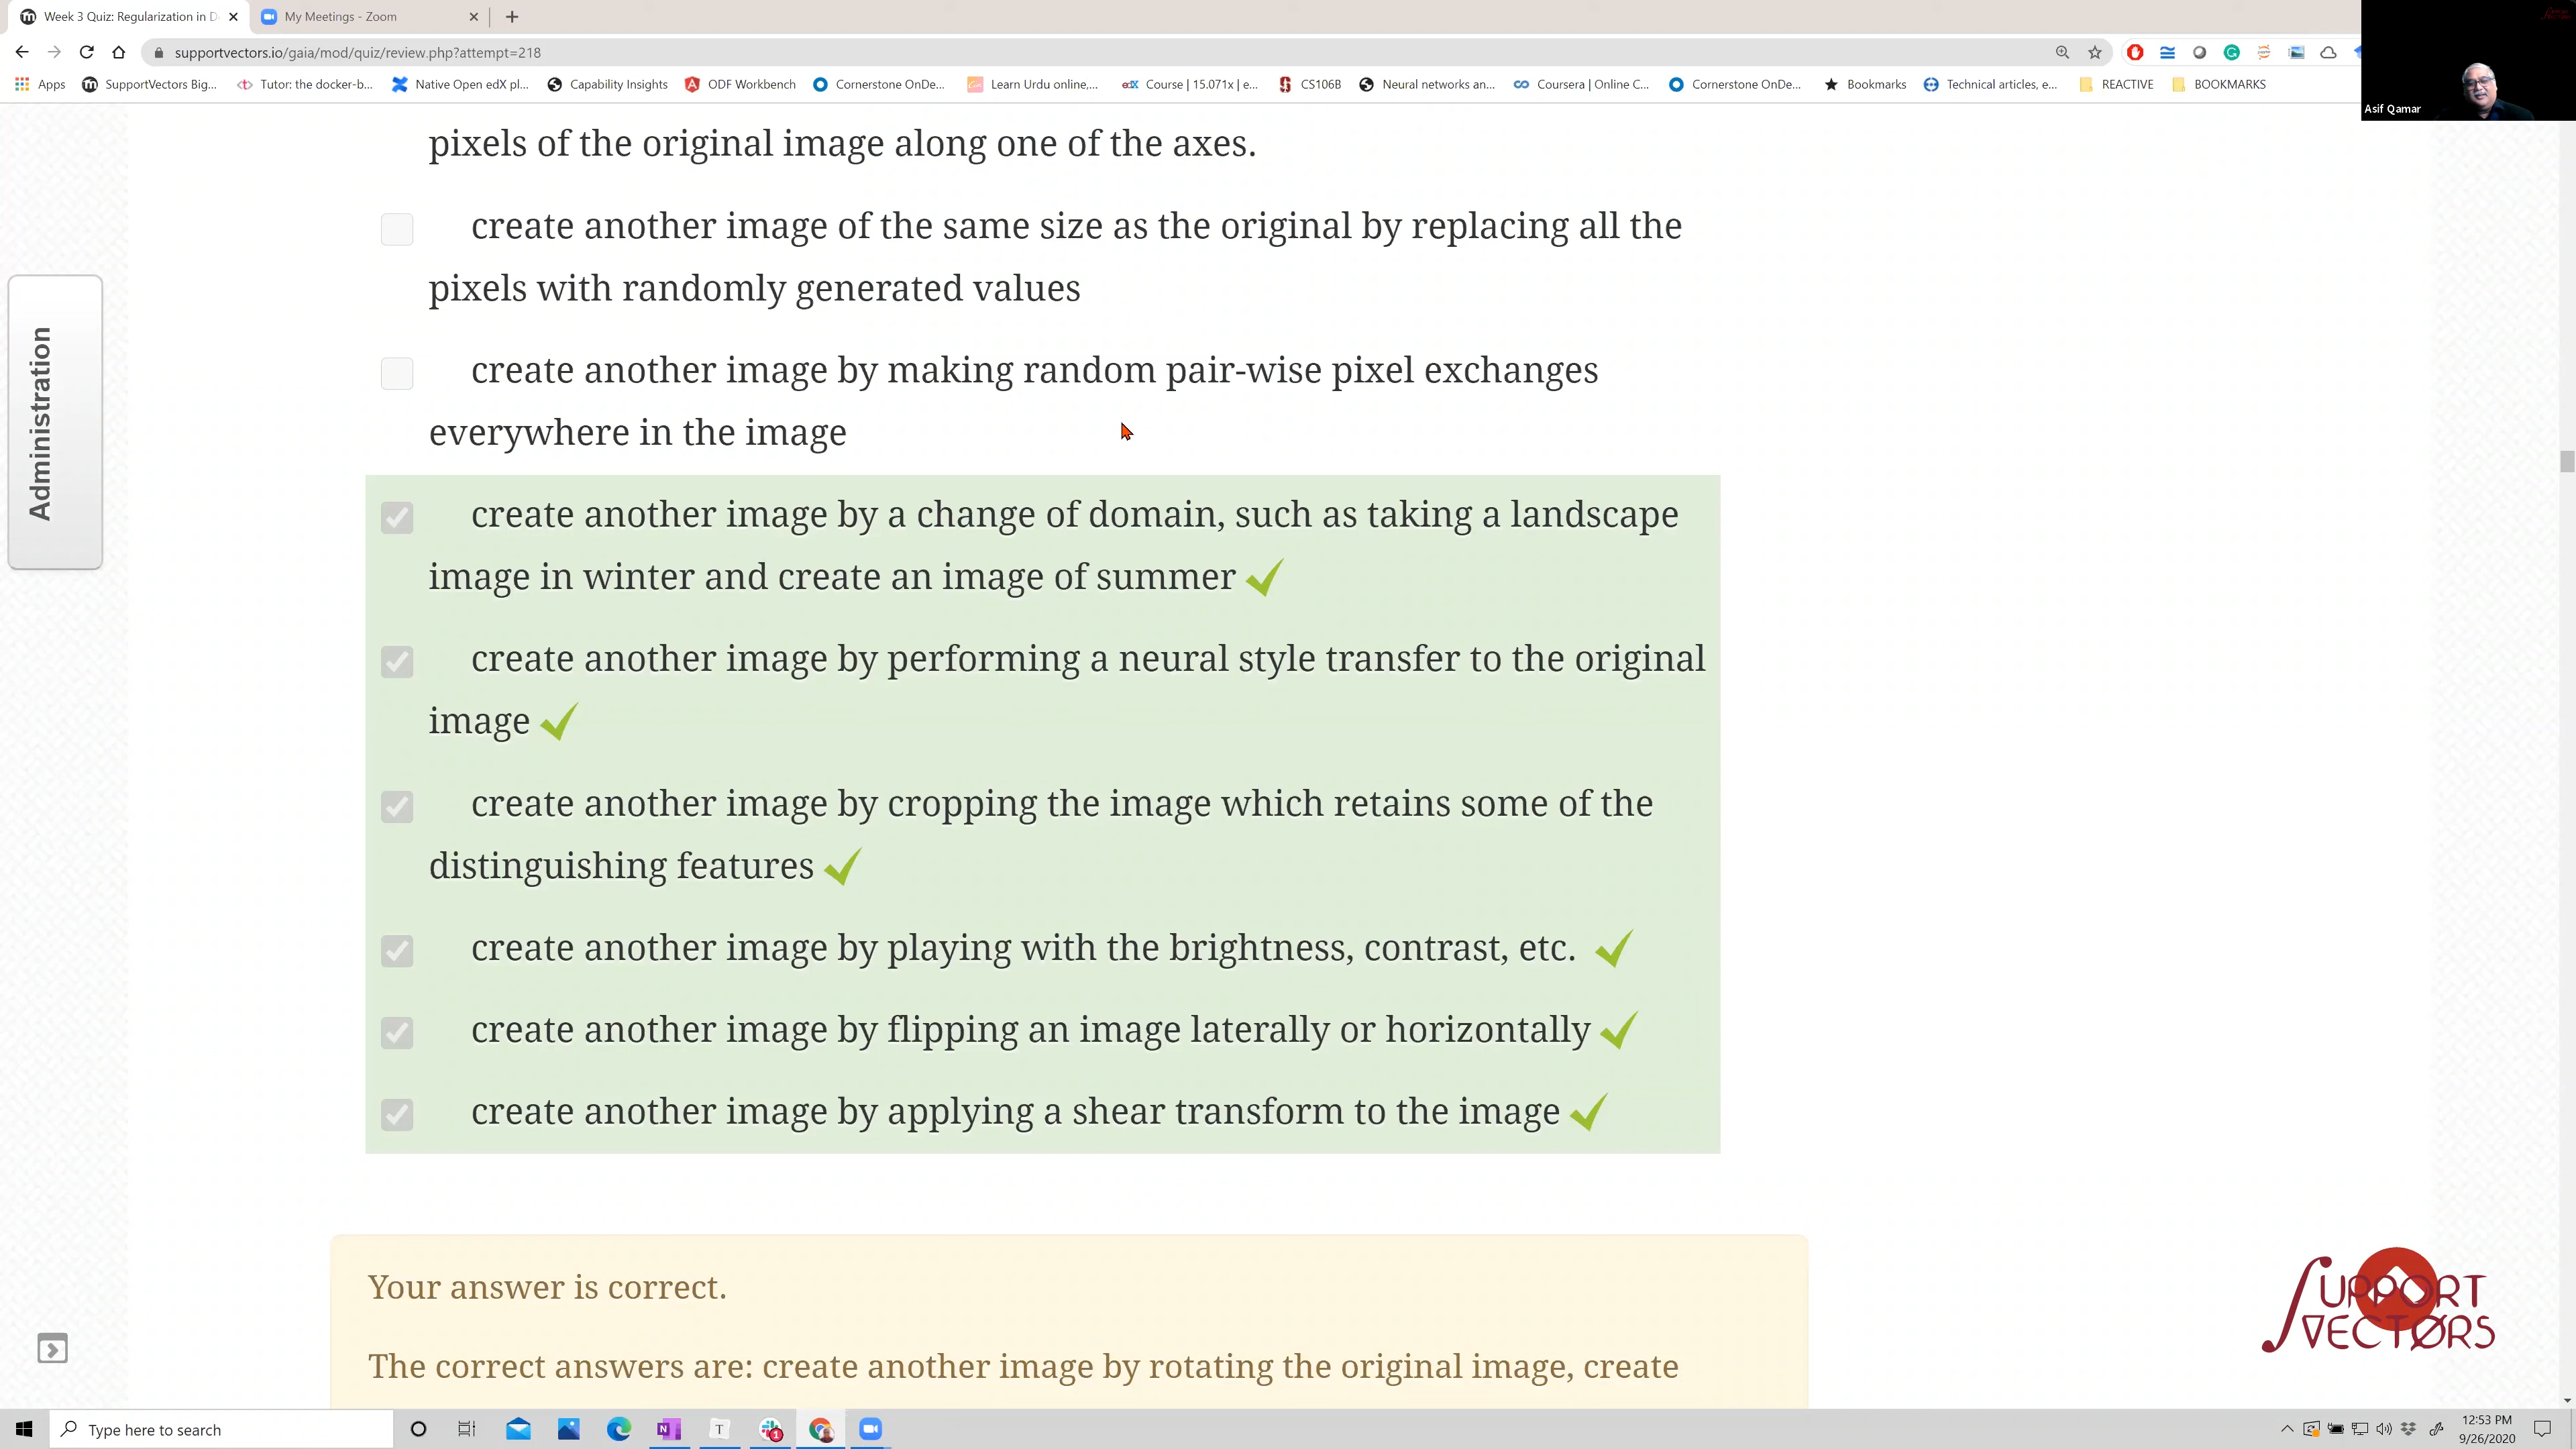 Week 3 Quiz: Regularization in D
My Meetings - Zoom
supportvectors.io/gaia/mod/quiz/review.php?attempt=218
Apps
SupportVectors Big...
Tutor: the docker-b...
Native Open edX pl...
Capability Insights
ODF Workbench
Cornerstone OnDe...
Learn Urdu online,...
edX Course | 15.071x | e...
CS106B
Neural networks an...
Coursera | Online C...
Cornerstone OnDe...
Bookmarks
Technical articles, e...
REACTIVE
BOOKMARKS
Asif Qamar
Administration
pixels of the original image along one of the axes.
create another image of the same size as the original by replacing all the
pixels with randomly generated values
create another image by making random pair-wise pixel exchanges
everywhere in the image
create another image by a change of domain, such as taking a landscape
image in winter and create an image of summer
create another image by performing a neural style transfer to the original
image
create another image by cropping the image which retains some of the
distinguishing features
create another image by playing with the brightness, contrast, etc.
create another image by flipping an image laterally or horizontally
create another image by applying a shear transform to the image
Your answer is correct.
The correct answers are: create another image by rotating the original image, create
SUPPORT
VECTORS
Type here to search
N
T
1
12:53 PM
9/26/2020